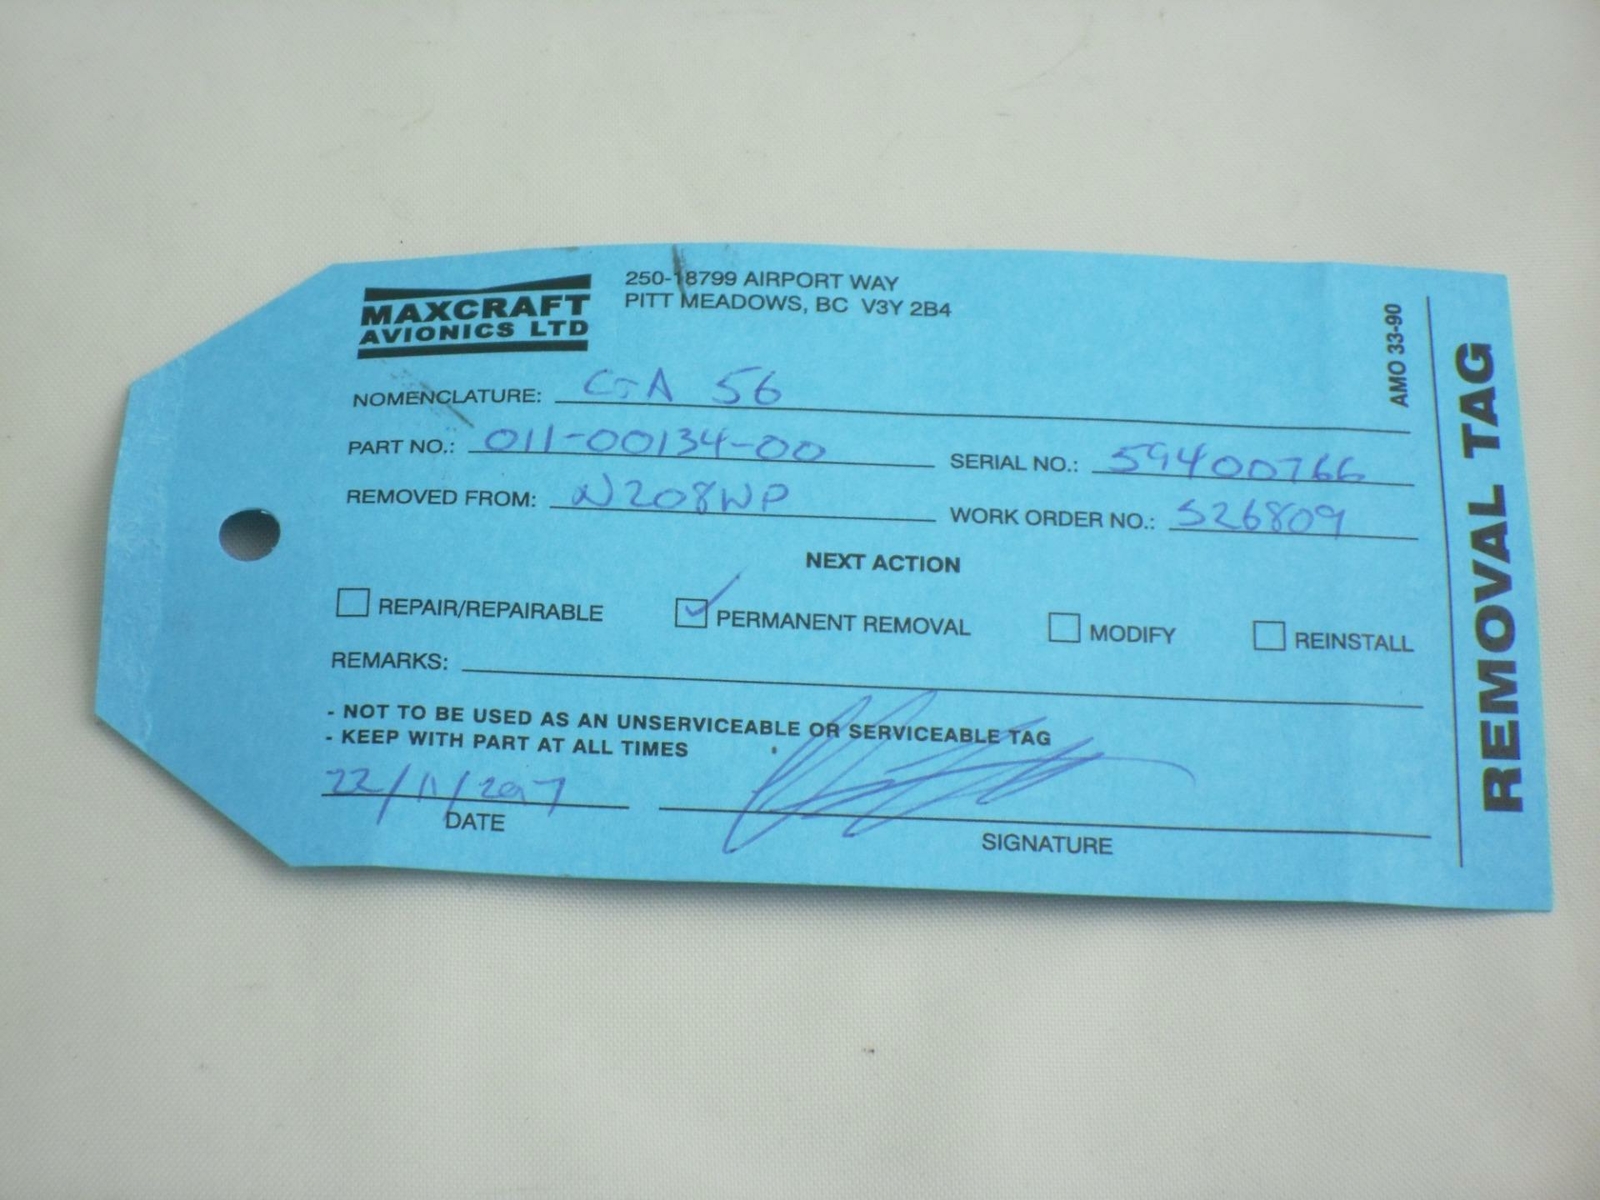 MAXCRAFT
AVIONICS LTD
250-18799 AIRPORT WAY
PITT MEADOWS, BC V3Y 2B4
AMO 33-90
NOMENCLATURE: GA 56
PART NO.: 011-00134-00 SERIAL NO.: 59400766
REMOVED FROM: N208WP WORK ORDER NO.: S26809
NEXT ACTION
REPAIR/REPAIRABLE PERMANENT REMOVAL MODIFY REINSTALL
REMARKS:
- NOT TO BE USED AS AN UNSERVICEABLE OR SERVICEABLE TAG
- KEEP WITH PART AT ALL TIMES
22/11/2017
DATE SIGNATURE
REMOVAL TAG